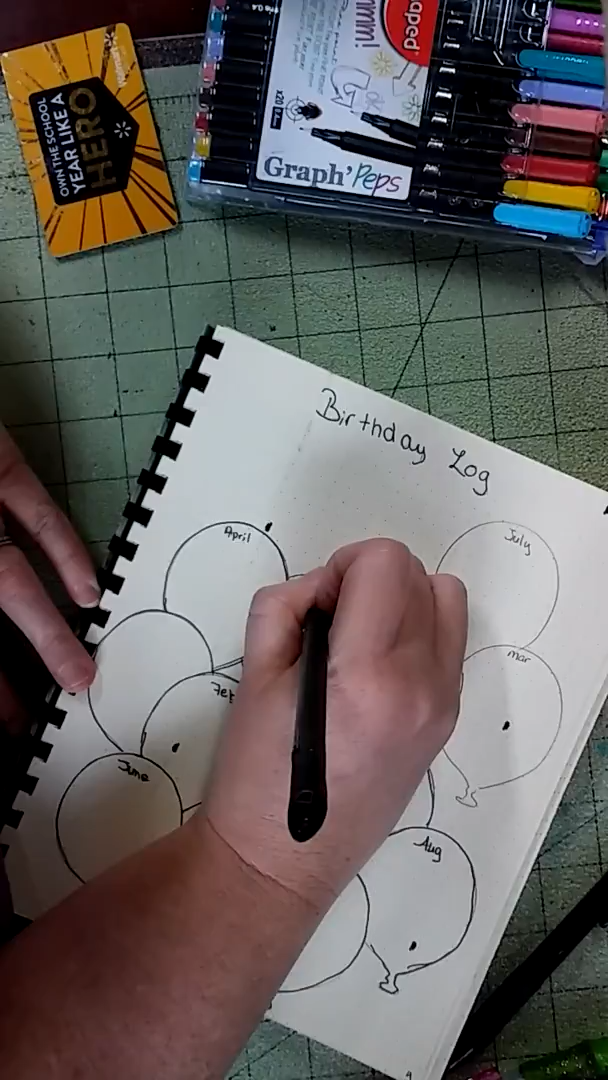 OWN THE SCHOOL
YEAR LIKE A
HERO
Graph'Peps
Birthday Log
April
July
Mar
Feb
June
Aug